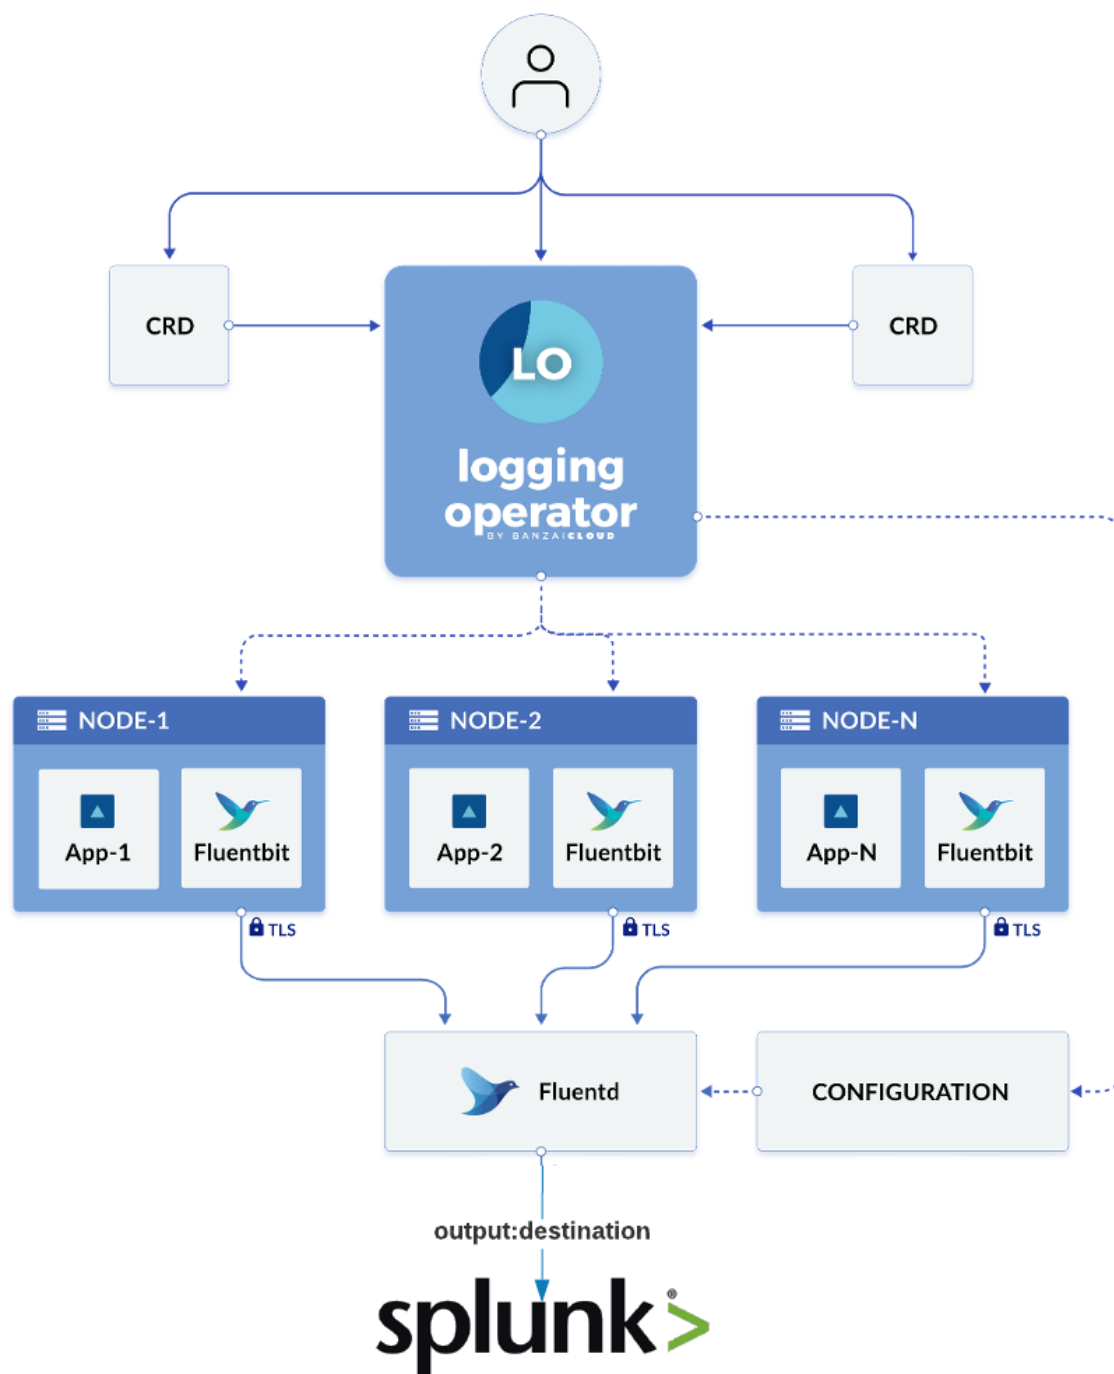 CRD
CRD
LO
logging
operator
BY BANZAICLOUD
NODE-1
NODE-2
NODE-N
App-1
Fluentbit
App-2
Fluentbit
App-N
Fluentbit
TLS
TLS
TLS
Fluentd
CONFIGURATION
output:destination
splunk>®